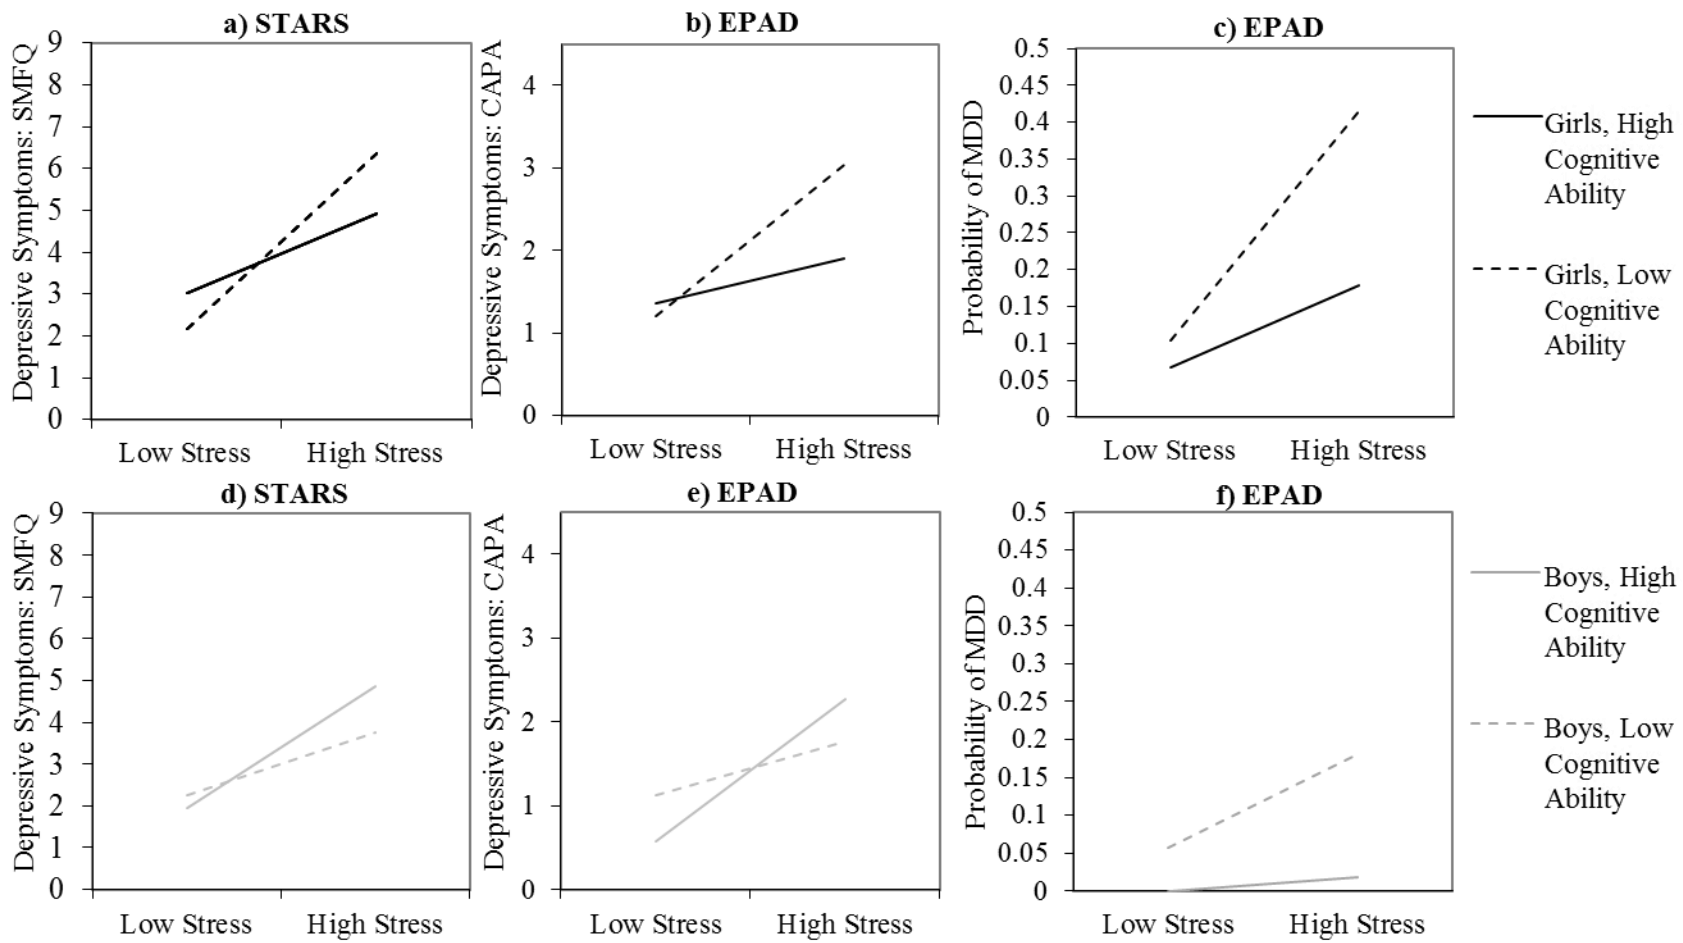 a) STARS
Depressive Symptoms: SMFQ
9
8
7
6
5
4
3
2
1
0
Low Stress
High Stress
b) EPAD
Depressive Symptoms: CAPA
4
3
2
1
0
Low Stress
High Stress
c) EPAD
Probability of MDD
0.5
0.45
0.4
0.35
0.3
0.25
0.2
0.15
0.1
0.05
0
Low Stress
High Stress
Girls, High
Cognitive
Ability
Girls, Low
Cognitive
Ability
d) STARS
Depressive Symptoms: SMFQ
9
8
7
6
5
4
3
2
1
0
Low Stress
High Stress
e) EPAD
Depressive Symptoms: CAPA
4
3
2
1
0
Low Stress
High Stress
f) EPAD
Probability of MDD
0.5
0.45
0.4
0.35
0.3
0.25
0.2
0.15
0.1
0.05
0
Low Stress
High Stress
Boys, High
Cognitive
Ability
Boys, Low
Cognitive
Ability